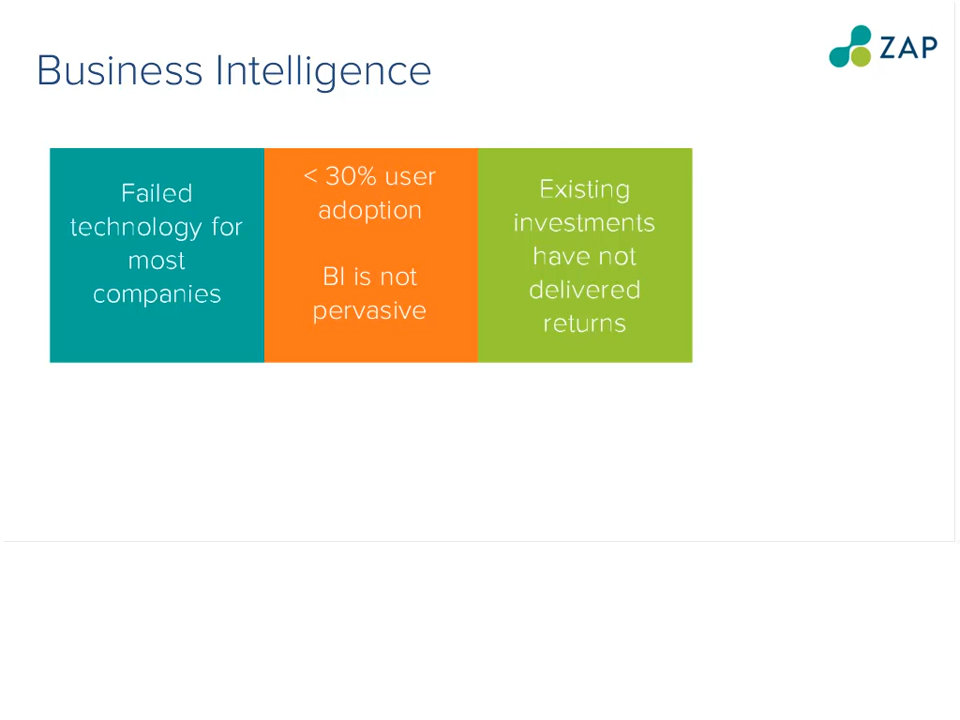 ZAP
Business Intelligence
Failed
technology for
most
companies
< 30% user
adoption
BI is not
pervasive
Existing
investments
have not
delivered
returns